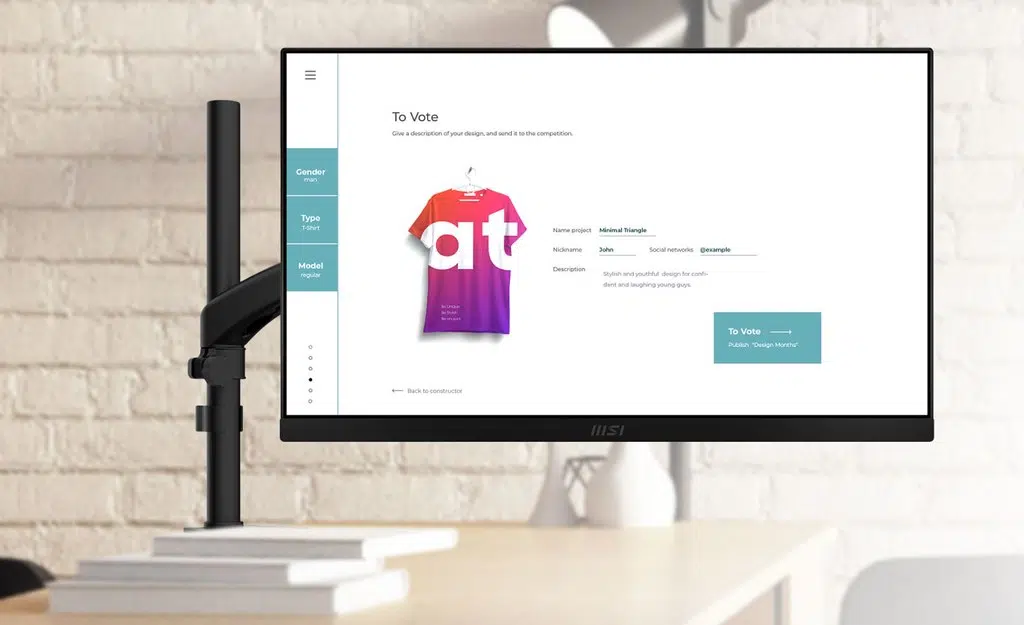 To Vote
Give a description of your design, and send it to the competition.
Gender
man
Type
T-Shirt
Model
regular
at
Name project Minimal Triangle
Nickname John Social networks @example
Description Stylish and youthful design for confi-
dent and laughing young guys.
To Vote
Publish "Design Months"
Back to constructor
msi